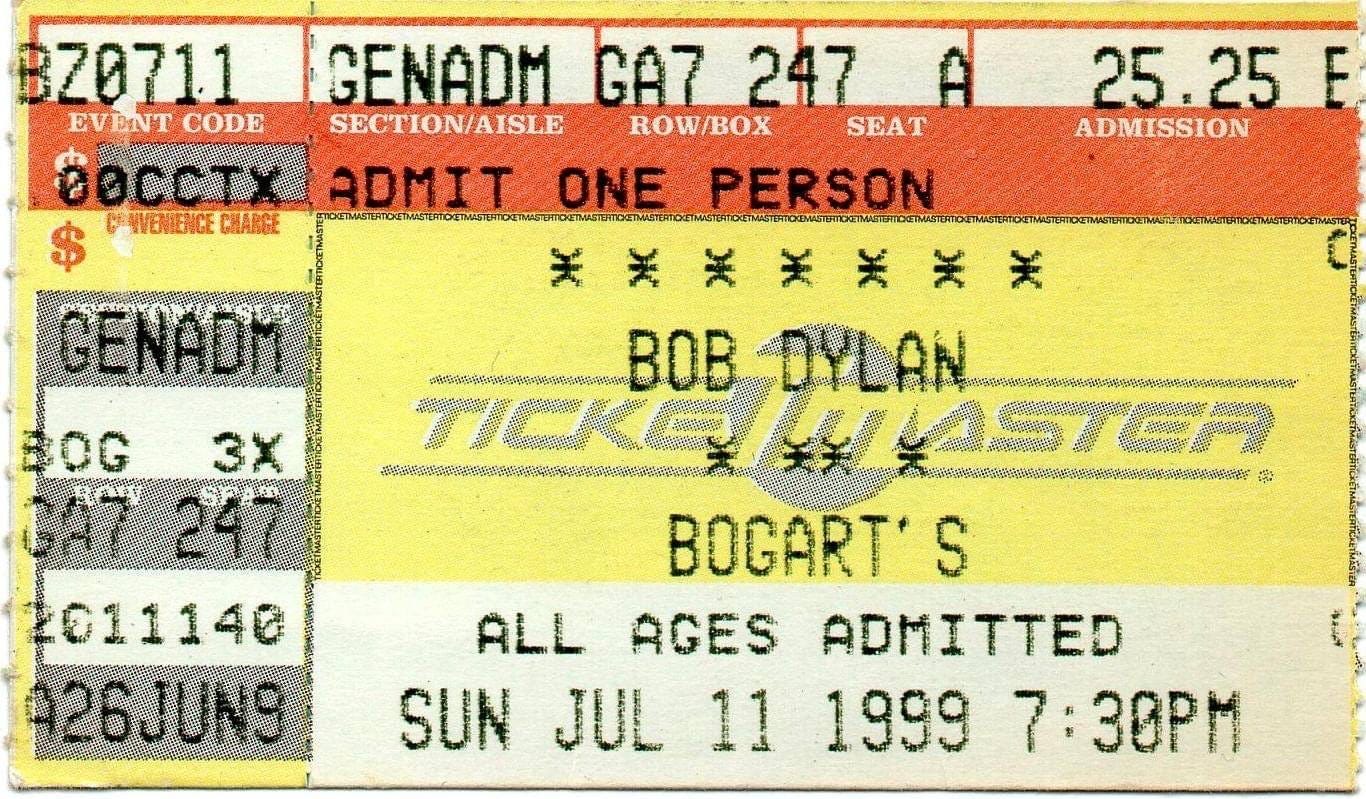 BZ0711 GENADM GA7 247 A 25.25 E
EVENT CODE SECTION/AISLE ROW/BOX SEAT ADMISSION
$ 00CCTX ADMIT ONE PERSON
$ CONVENIENCE CHARGE
TICKETMASTERTICKETMASTERTICKETMASTERTICKETMASTER
* * * * * * *
GENADM
BOB DYLAN
TICKETMASTER®
BOG 3X
* ** *
GA7 247
BOGART'S
2G11140
ALL AGES ADMITTED
A26JUN9
SUN JUL 11 1999 7:30PM